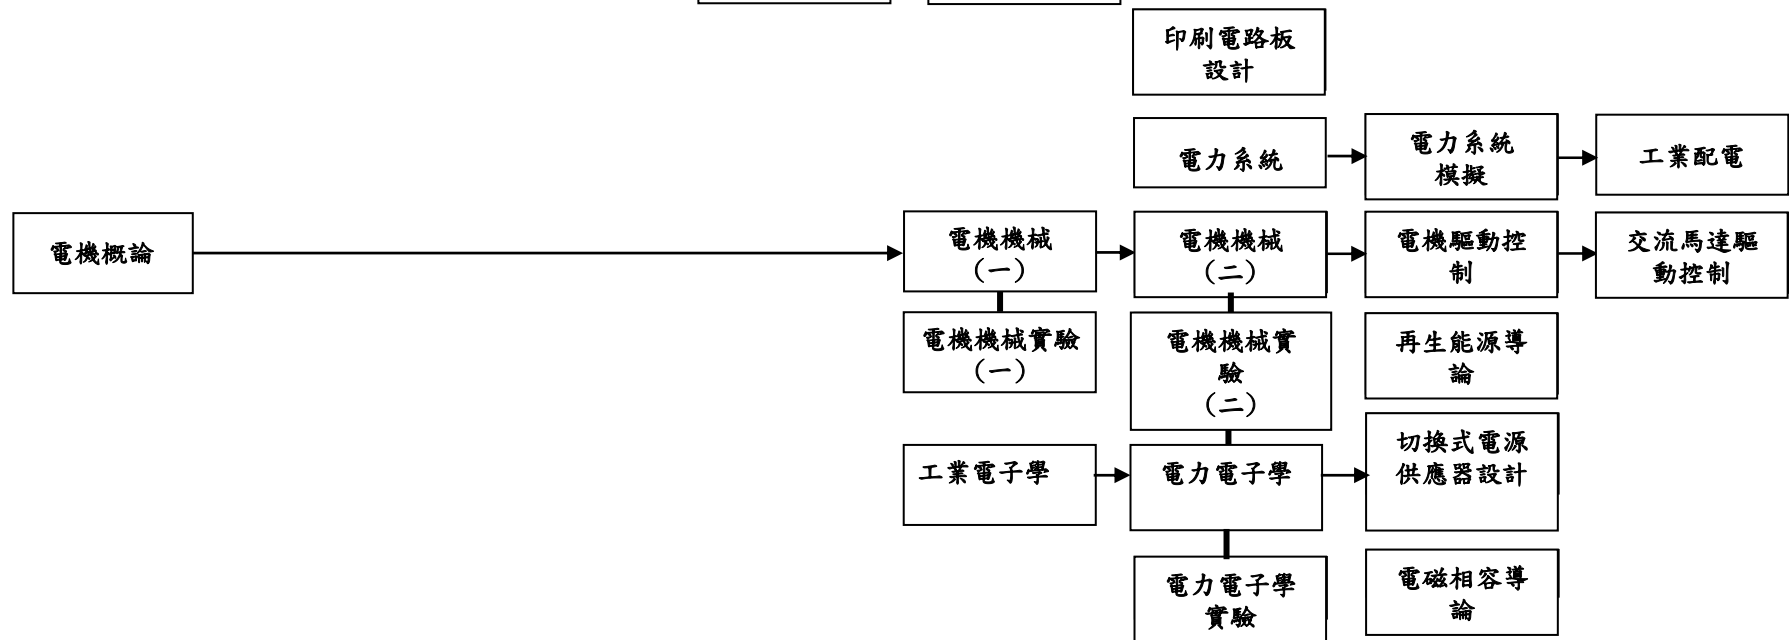 印刷電路板
設計
電力系統
電力系統
模擬
工業配電
電機概論
電機機械
(一)
電機機械
(二)
電機驅動控
制
交流馬達驅
動控制
電機機械實驗
(一)
電機機械實
驗
(二)
再生能源導
論
工業電子學
電力電子學
切換式電源
供應器設計
電力電子學
實驗
電磁相容導
論